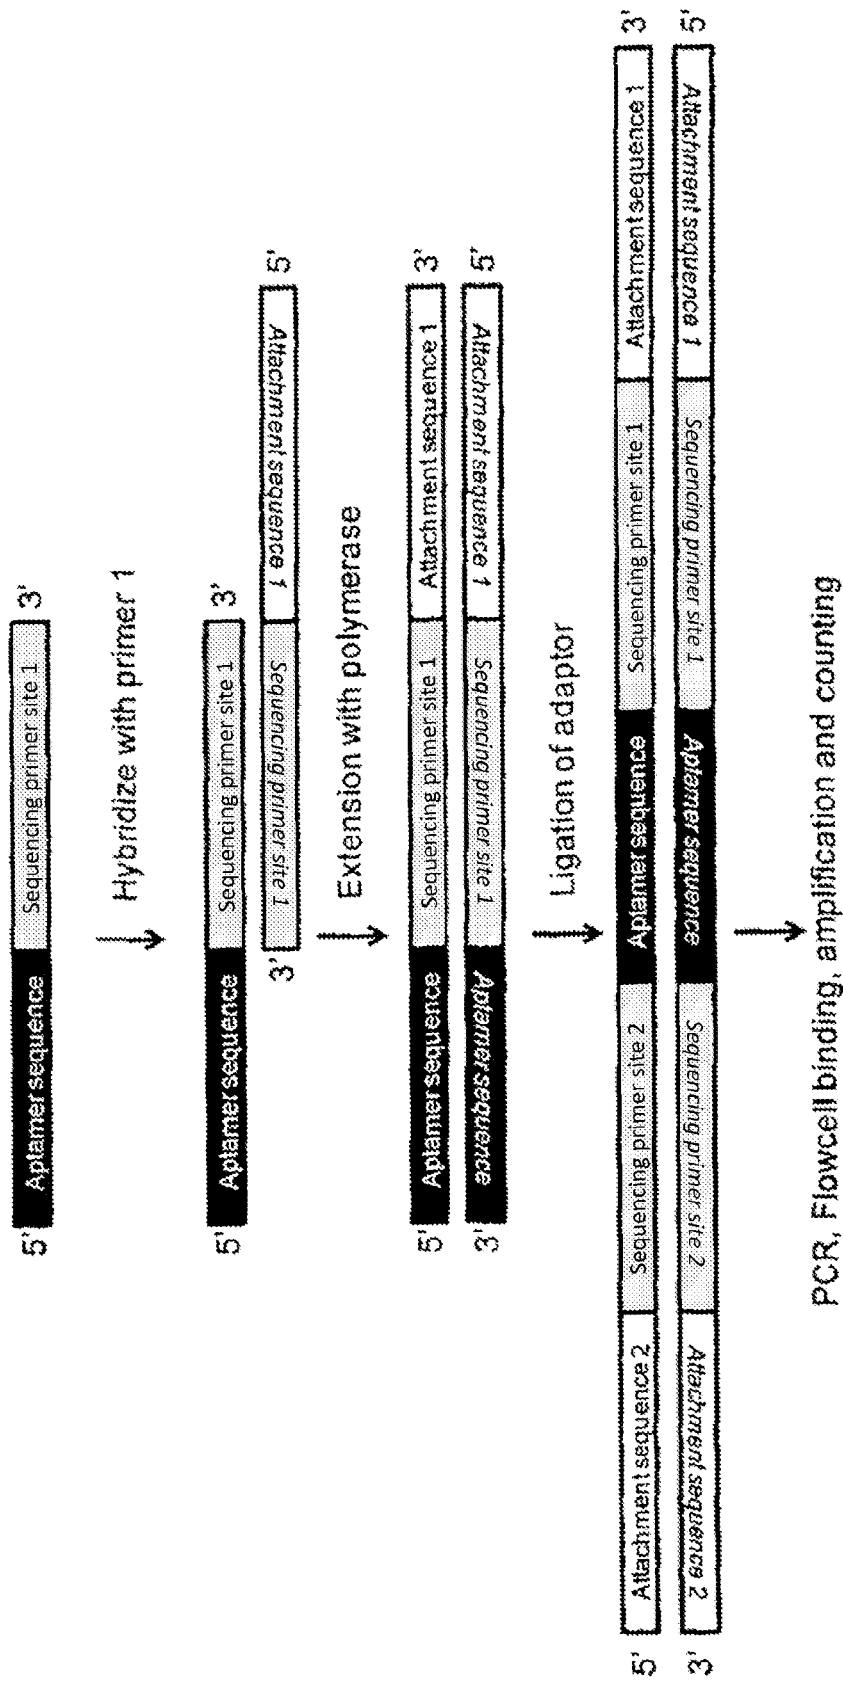 5' Aptamer sequence Sequencing primer site 1 3'
Hybridize with primer 1
5' Aptamer sequence Sequencing primer site 1 3'
3' Sequencing primer site 1 Attachment sequence 1 5'
Extension with polymerase
5' Aptamer sequence Sequencing primer site 1 Attachment sequence 1 3'
3' Aptamer sequence Sequencing primer site 1 Attachment sequence 1 5'
Ligation of adaptor
5' Attachment sequence 2 Sequencing primer site 2 Aptamer sequence Sequencing primer site 1 Attachment sequence 1 3'
3' Attachment sequence 2 Sequencing primer site 2 Aptamer sequence Sequencing primer site 1 Attachment sequence 1 5'
PCR, Flowcell binding, amplification and counting